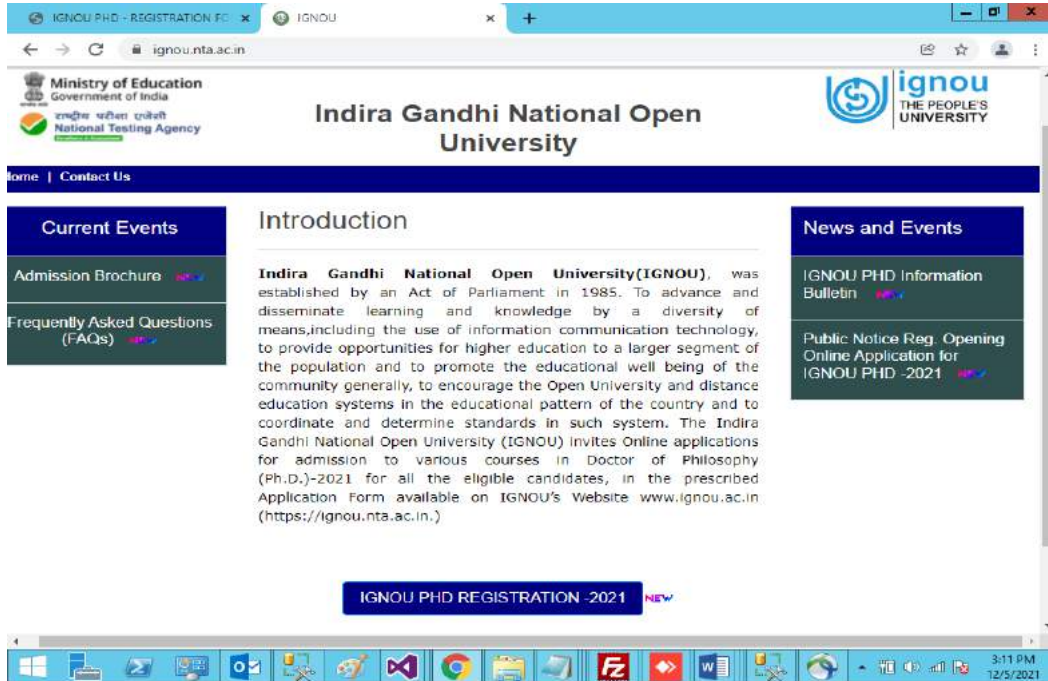 IGNOU PHD - REGISTRATION FO
IGNOU
ignou.nta.ac.in
Ministry of Education
Government of India
राष्ट्रीय परीक्षा एजेंसी
National Testing Agency
Indira Gandhi National Open
University
ignou
THE PEOPLE'S
UNIVERSITY
Home | Contact Us
Current Events
Admission Brochure NEW
Frequently Asked Questions
(FAQs) NEW
Introduction
Indira Gandhi National Open University(IGNOU), was
established by an Act of Parliament in 1985. To advance and
disseminate learning and knowledge by a diversity of
means,including the use of information communication technology,
to provide opportunities for higher education to a larger segment of
the population and to promote the educational well being of the
community generally, to encourage the Open University and distance
education systems in the educational pattern of the country and to
coordinate and determine standards in such system. The Indira
Gandhi National Open University (IGNOU) invites Online applications
for admission to various courses in Doctor of Philosophy
(Ph.D.)-2021 for all the eligible candidates, in the prescribed
Application Form available on IGNOU's Website www.ignou.ac.in
(https://ignou.nta.ac.in.)
IGNOU PHD REGISTRATION -2021 NEW
News and Events
IGNOU PHD Information
Bulletin NEW
Public Notice Reg. Opening
Online Application for
IGNOU PHD -2021 NEW
3:11 PM
12/5/2021